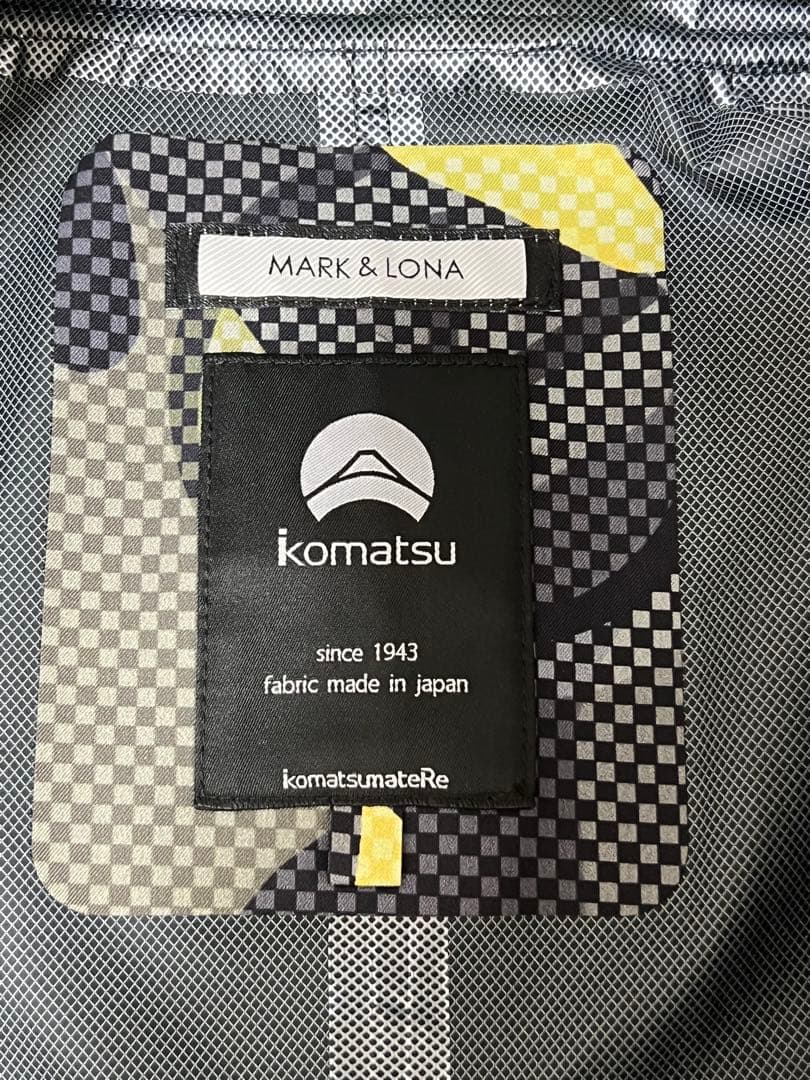 MARK & LONA
komatsu
since 1943
fabric made in japan
komatsumateRe